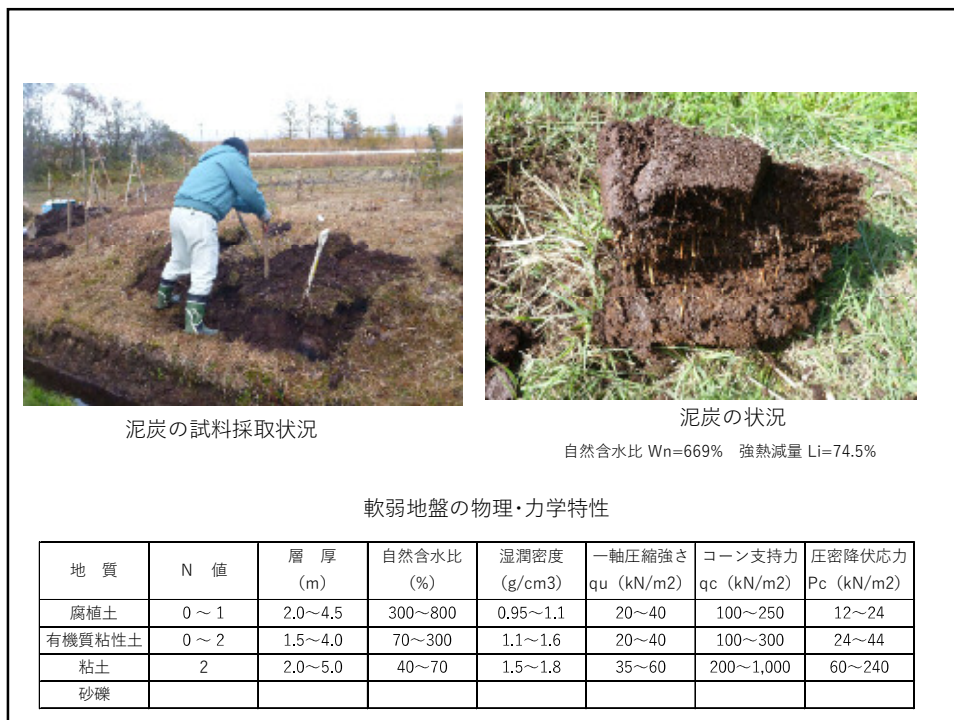 泥炭の試料採取状況
泥炭の状況
自然含水比 Wn=669%　強熱減量 Li=74.5%
軟弱地盤の物理・力学特性
地　質 N　値 層　厚（m） 自然含水比（%） 湿潤密度（g/cm3） 一軸圧縮強さ qu（kN/m2） コーン支持力 qc（kN/m2） 圧密降伏応力 Pc（kN/m2）
腐植土 0～1 2.0～4.5 300～800 0.95～1.1 20～40 100～250 12～24
有機質粘性土 0～2 1.5～4.0 70～300 1.1～1.6 20～40 100～300 24～44
粘土 2 2.0～5.0 40～70 1.5～1.8 35～60 200～1,000 60～240
砂礫